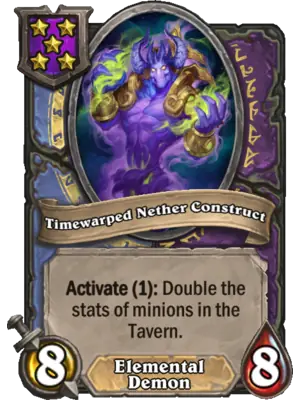 Timewarped Nether Construct
Activate (1): Double the
stats of minions in the
Tavern.
8
Elemental
Demon
8